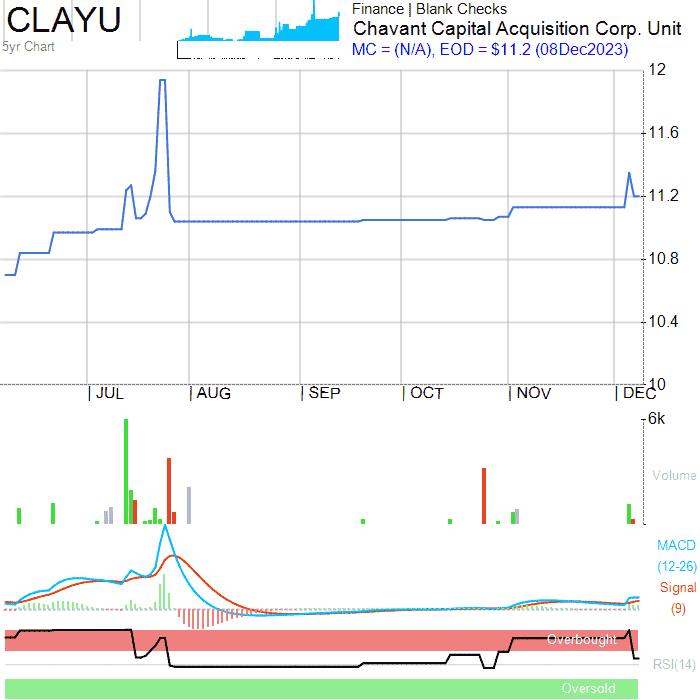 CLAYU
5yr Chart
Finance | Blank Checks
Chavant Capital Acquisition Corp. Unit
MC = (N/A), EOD = $11.2 (08Dec2023)
12
11.6
11.2
10.8
10.4
10
JUL
AUG
SEP
OCT
NOV
DEC
6k
Volume
MACD
(12-26)
Signal
(9)
Overbought
RSI(14)
Oversold